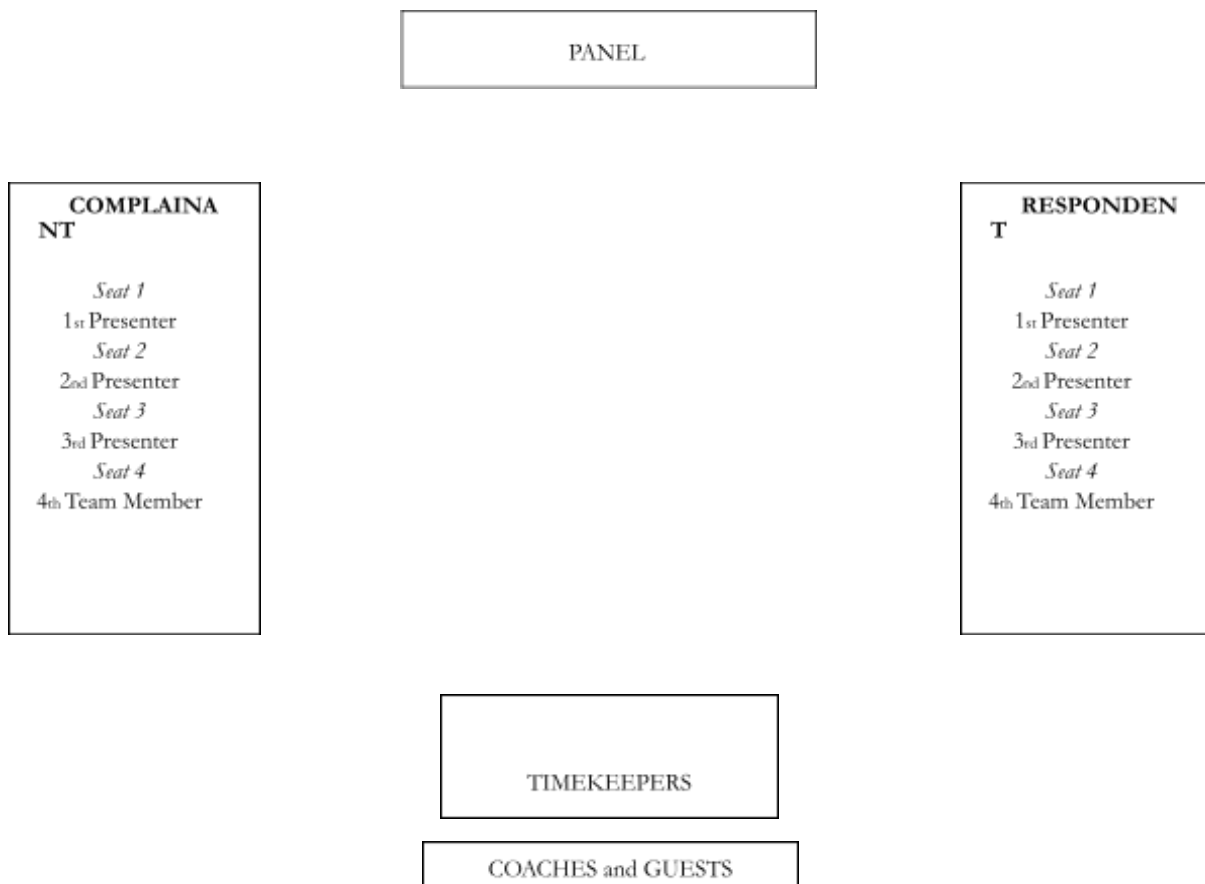 PANEL
COMPLAINA
NT
Seat 1
1st Presenter
Seat 2
2nd Presenter
Seat 3
3rd Presenter
Seat 4
4th Team Member
RESPONDEN
T
Seat 1
1st Presenter
Seat 2
2nd Presenter
Seat 3
3rd Presenter
Seat 4
4th Team Member
TIMEKEEPERS
COACHES and GUESTS